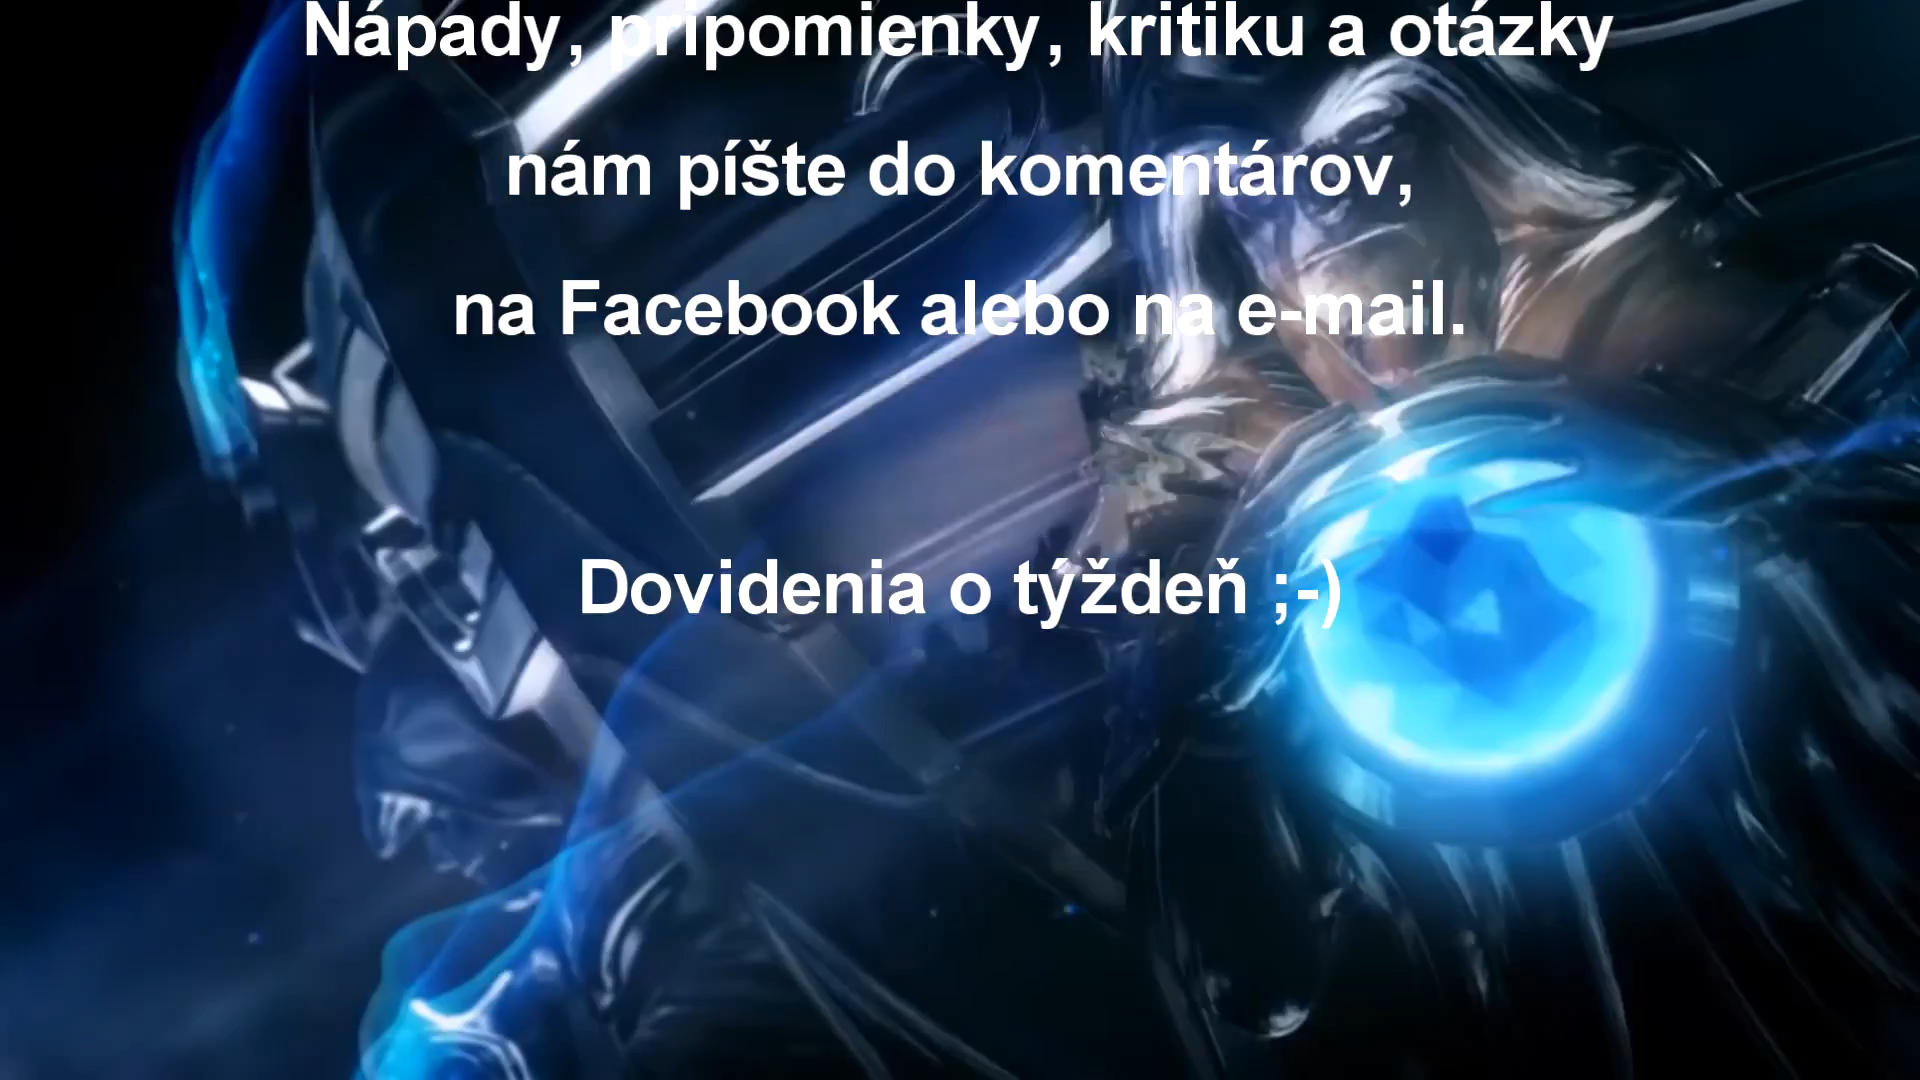 Nápady, pripomienky, kritiku a otázky
nám píšte do komentárov,
na Facebook alebo na e-mail.
Dovidenia o týždeň ;-)